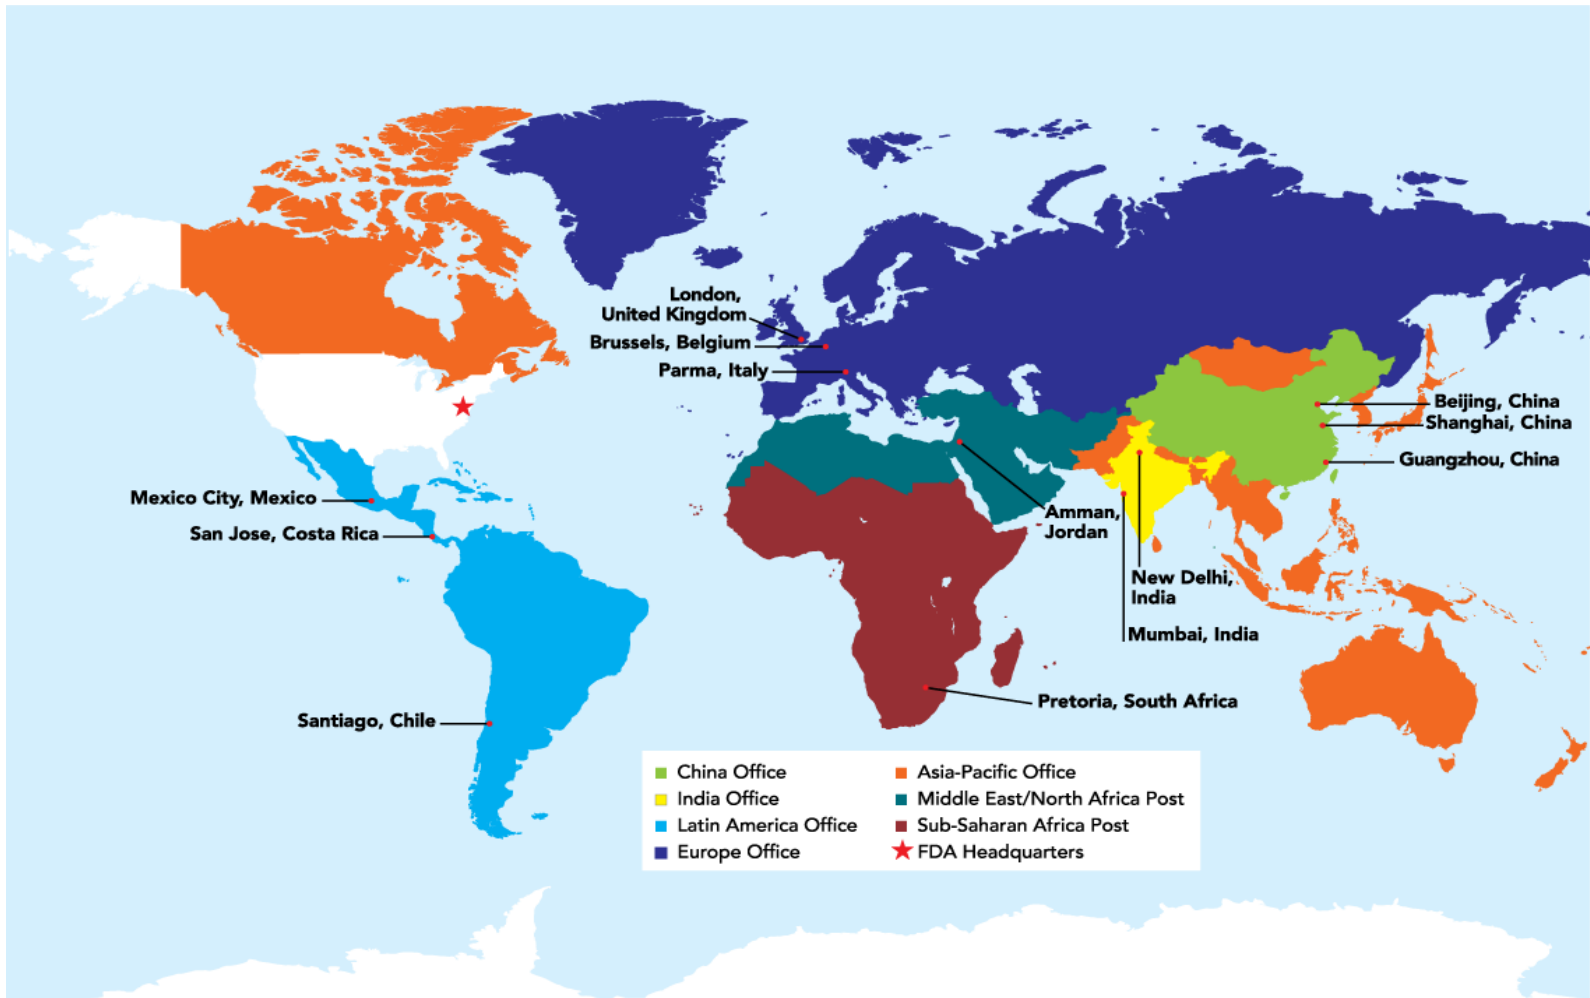 London,
United Kingdom
Brussels, Belgium
Parma, Italy
Beijing, China
Shanghai, China
Guangzhou, China
Mexico City, Mexico
San Jose, Costa Rica
Amman,
Jordan
New Delhi,
India
Mumbai, India
Pretoria, South Africa
Santiago, Chile
China Office
India Office
Latin America Office
Europe Office
Asia-Pacific Office
Middle East/North Africa Post
Sub-Saharan Africa Post
FDA Headquarters